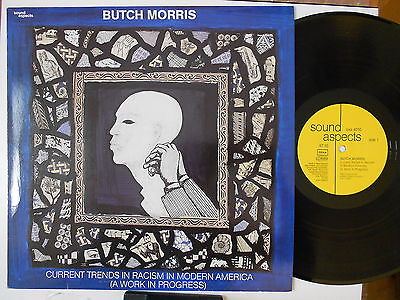 sound
aspects
BUTCH MORRIS
CURRENT TRENDS IN RACISM IN MODERN AMERICA
(A WORK IN PROGRESS)
sound
aspects
BUTCH MORRIS